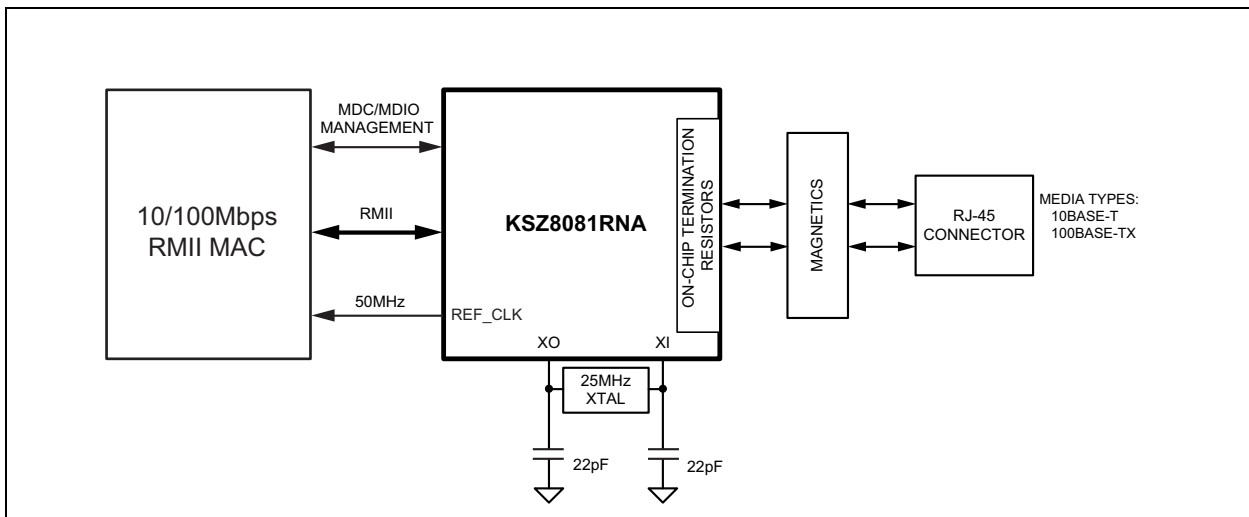 MDC/MDIO
MANAGEMENT
10/100Mbps
RMII MAC
RMII
50MHz
KSZ8081RNA
REF_CLK
XO
XI
ON-CHIP TERMINATION
RESISTORS
25MHz
XTAL
22pF
22pF
MAGNETICS
RJ-45
CONNECTOR
MEDIA TYPES:
10BASE-T
100BASE-TX